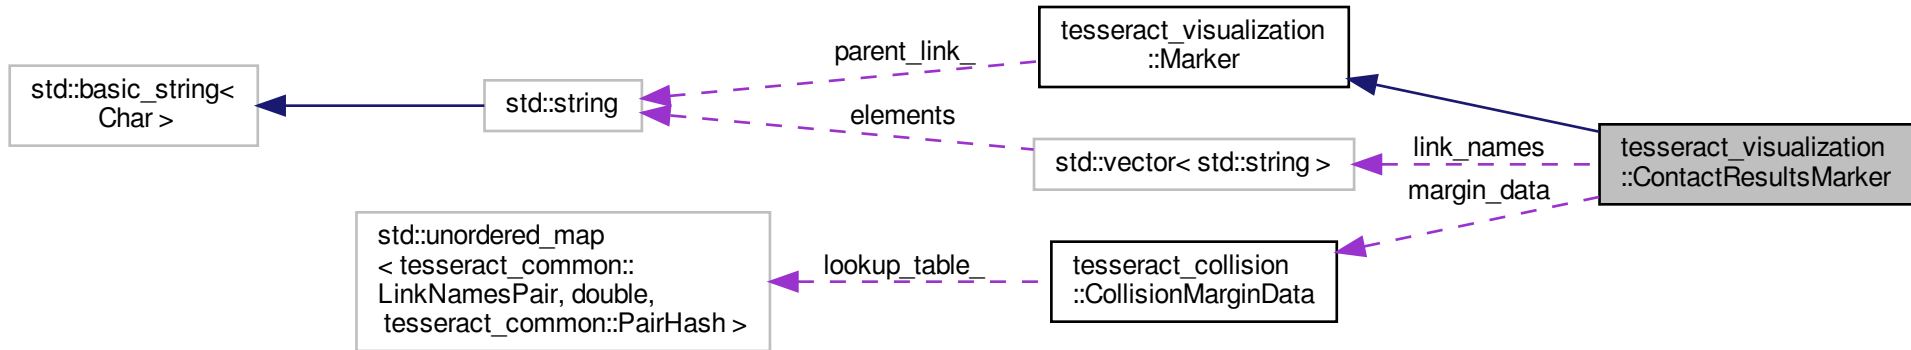 std::basic_string<
Char >
std::string
parent_link_
elements
tesseract_visualization
::Marker
std::vector< std::string >
link_names
margin_data
tesseract_visualization
::ContactResultsMarker
std::unordered_map
< tesseract_common::
LinkNamesPair, double,
tesseract_common::PairHash >
lookup_table_
tesseract_collision
::CollisionMarginData